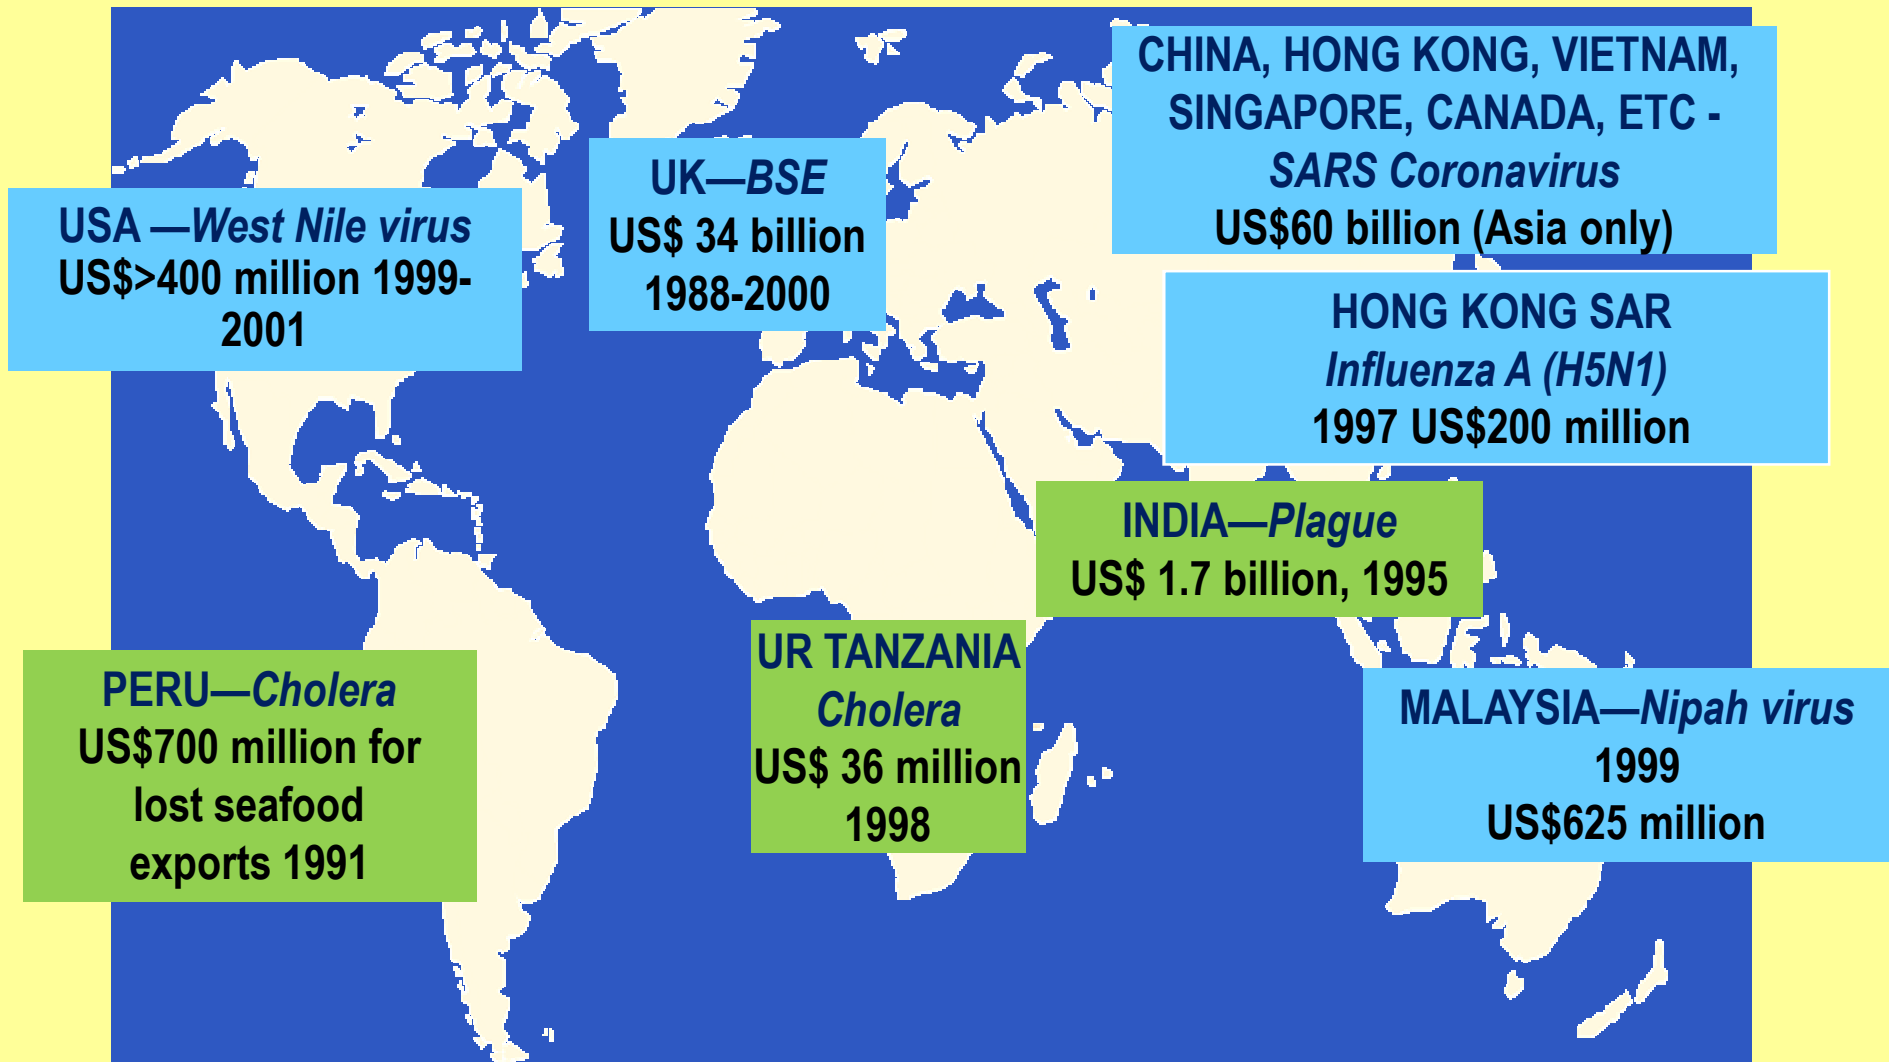 CHINA, HONG KONG, VIETNAM,
SINGAPORE, CANADA, ETC -
SARS Coronavirus
US$60 billion (Asia only)
UK—BSE
US$ 34 billion
1988-2000
USA —West Nile virus
US$>400 million 1999-
2001
HONG KONG SAR
Influenza A (H5N1)
1997 US$200 million
INDIA—Plague
US$ 1.7 billion, 1995
UR TANZANIA
Cholera
US$ 36 million
1998
PERU—Cholera
US$700 million for
lost seafood
exports 1991
MALAYSIA—Nipah virus
1999
US$625 million